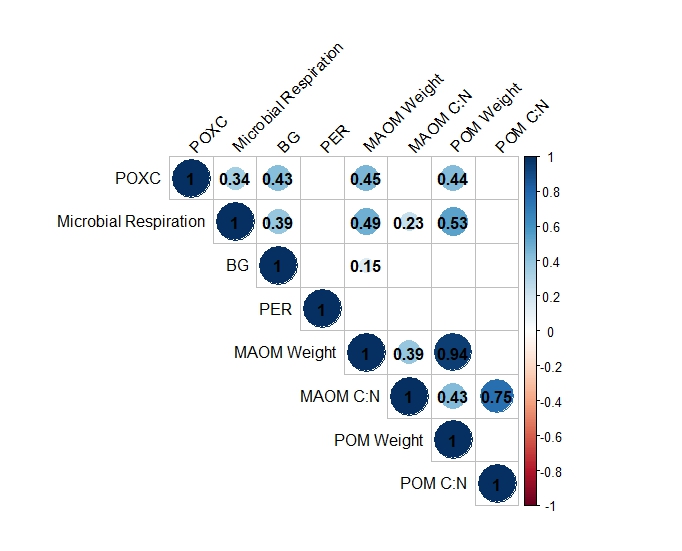 POXC
Microbial Respiration
BG
PER
MAOM Weight
MAOM C:N
POM Weight
POM C:N
POXC 1 0.34 0.43 0.45 0.44
Microbial Respiration 1 0.39 0.49 0.23 0.53
BG 1 0.15
PER 1
MAOM Weight 1 0.39 0.94
MAOM C:N 1 0.43 0.75
POM Weight 1
POM C:N 1
1
0.8
0.6
0.4
0.2
0
-0.2
-0.4
-0.6
-0.8
-1